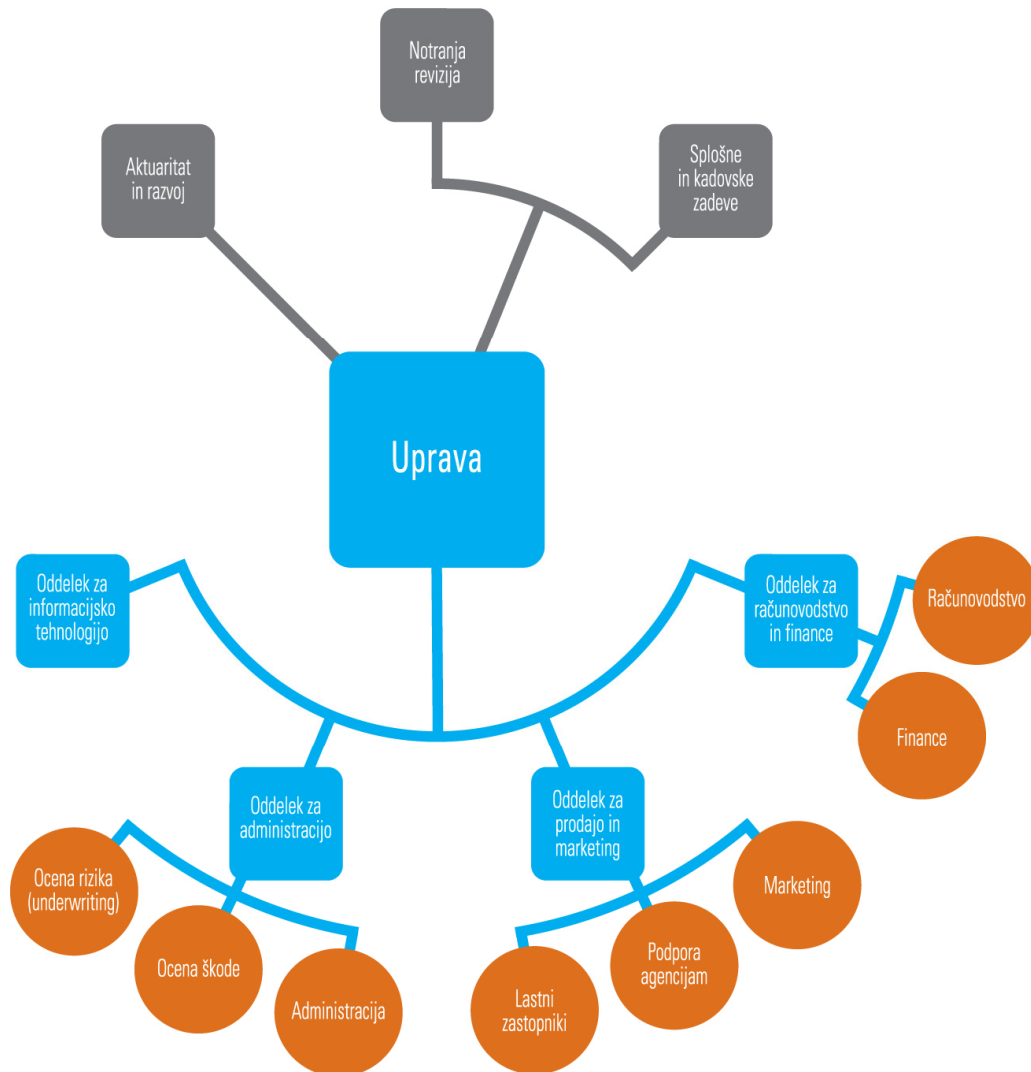 Notranja
revizija
Aktuaritat
in razvoj
Splošne
in kadovske
zadeve
Uprava
Oddelek za
informacijsko
tehnologijo
Oddelek za
računovodstvo
in finance
Računovodstvo
Finance
Oddelek za
administracijo
Oddelek za
prodajo in
marketing
Ocena rizika
(underwriting)
Ocena škode
Administracija
Lastni
zastopniki
Podpora
agencijam
Marketing